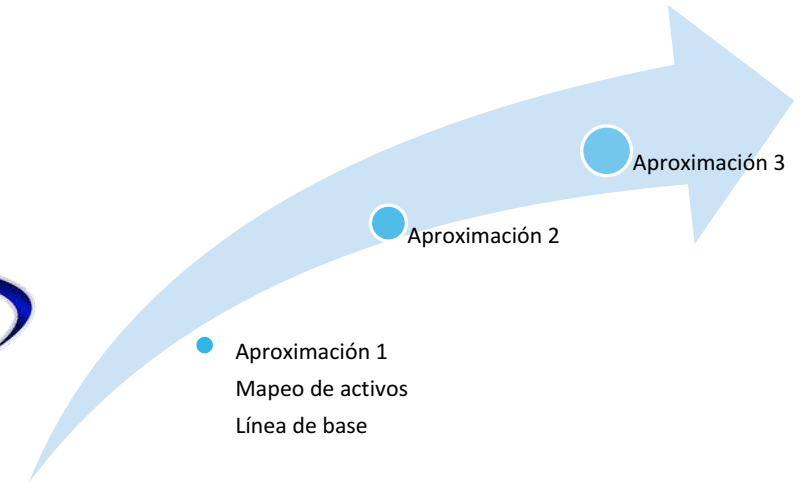 Aproximación 3
Aproximación 2
Aproximación 1
Mapeo de activos
Línea de base